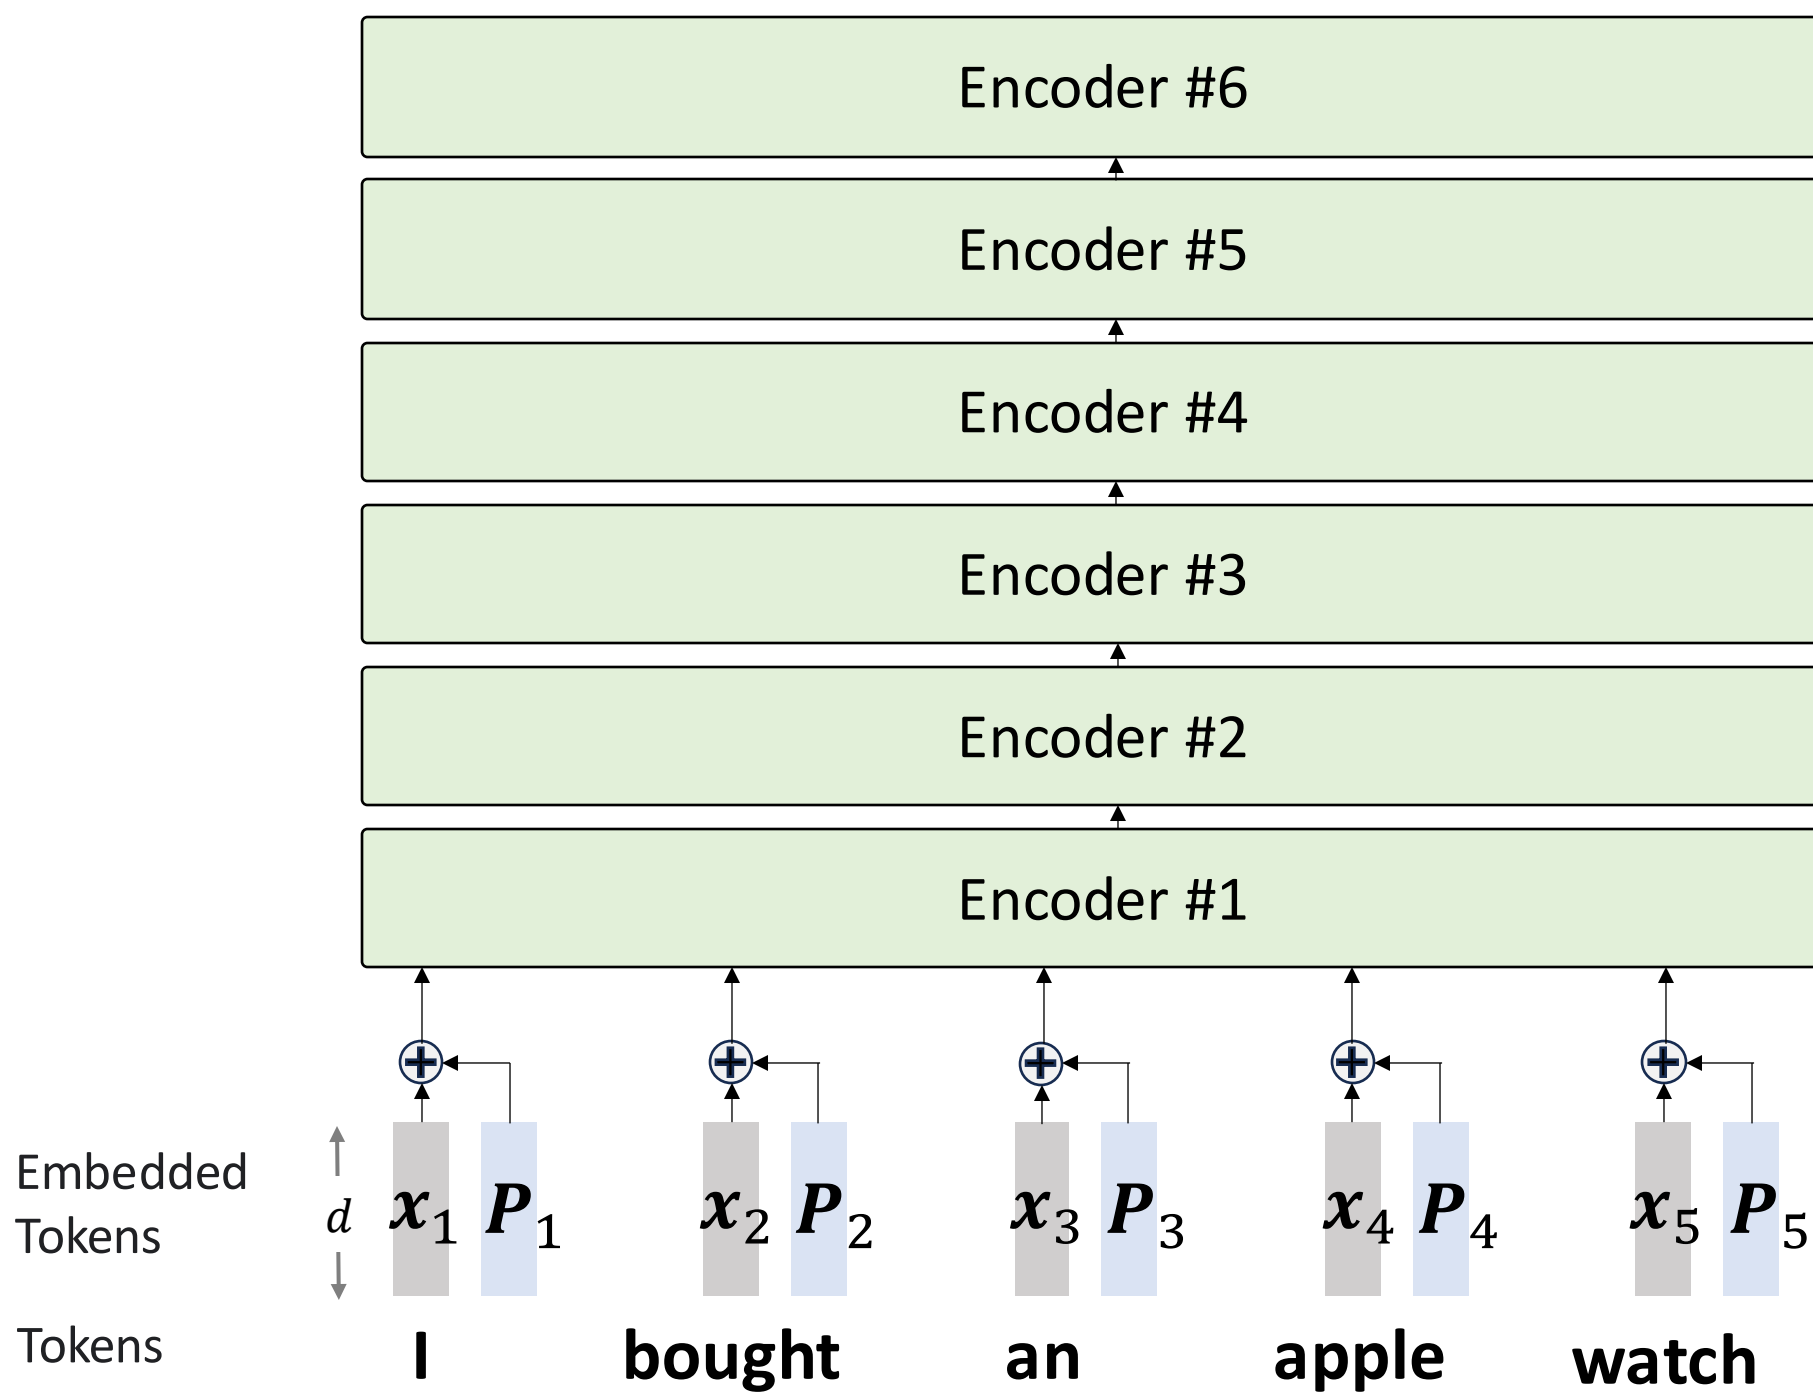 Encoder #6
Encoder #5
Encoder #4
Encoder #3
Encoder #2
Encoder #1
Embedded
Tokens
d x1 P1 x2 P2 x3 P3 x4 P4 x5 P5
Tokens I bought an apple watch